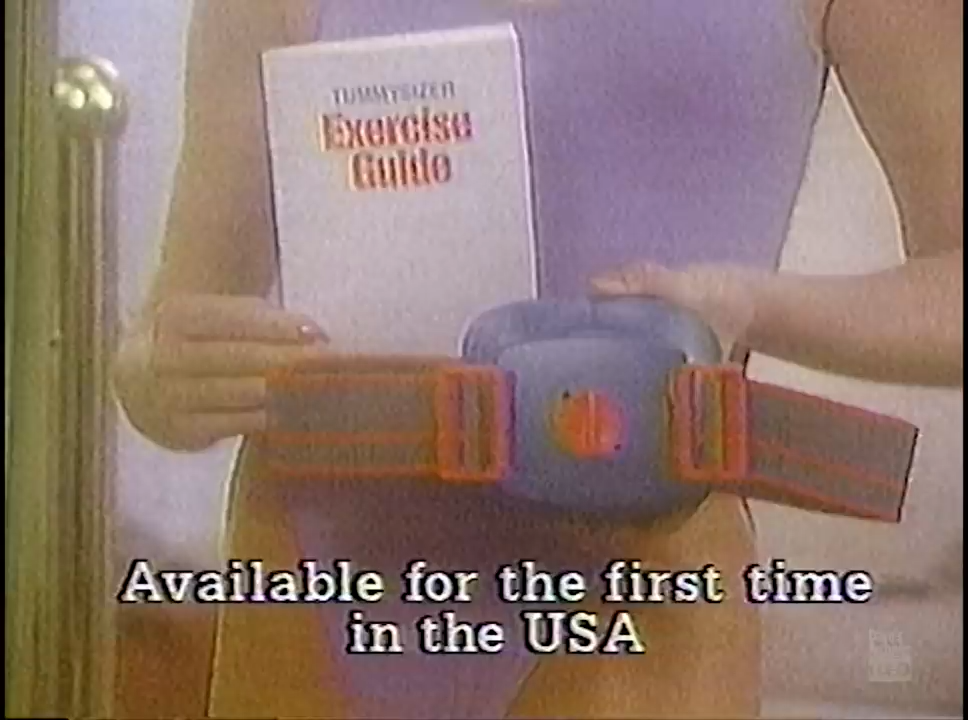 TUMMYSIZER
Exercise
Guide
Available for the first time
in the USA